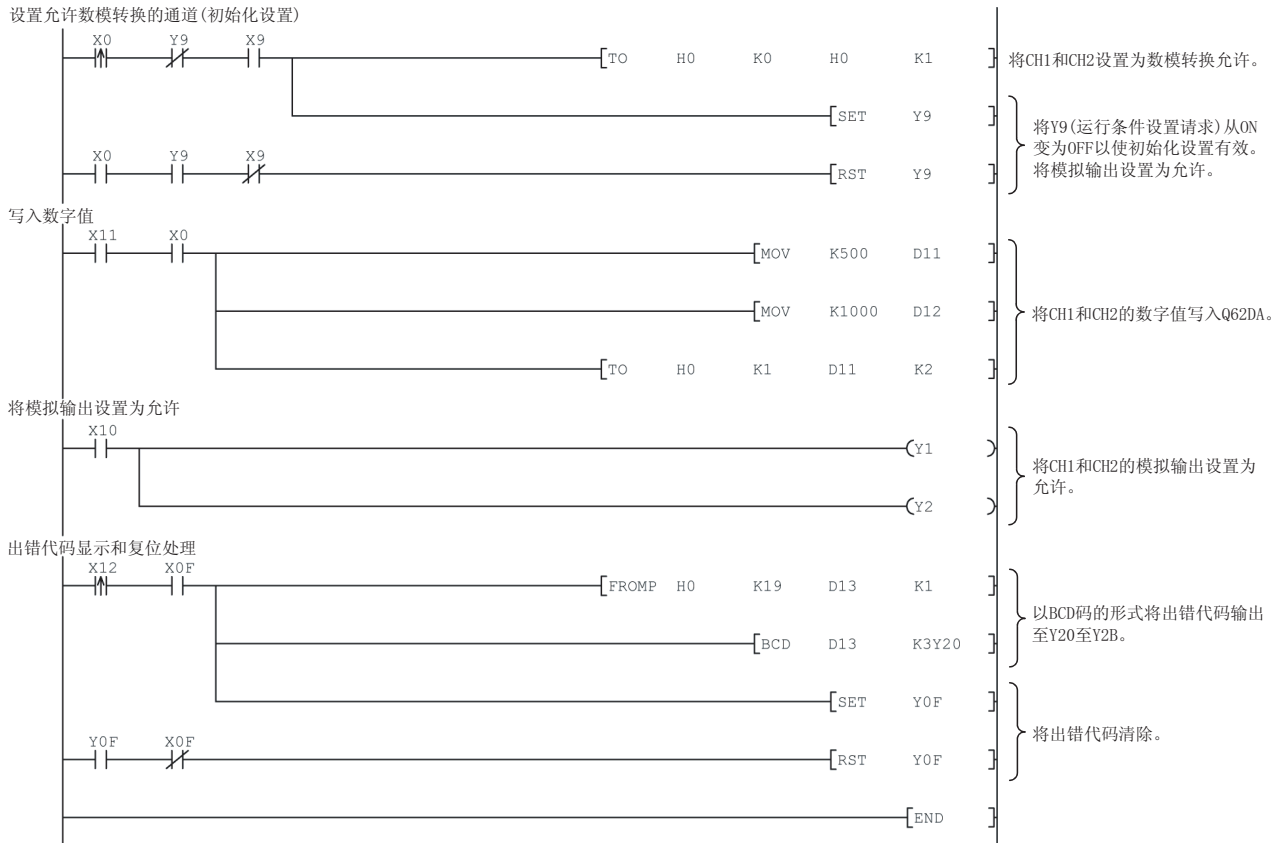 设置允许数模转换的通道(初始化设置)
X0 Y9 X9
TO H0 K0 H0 K1
将CH1和CH2设置为数模转换允许。
SET Y9
将Y9(运行条件设置请求)从ON
变为OFF以使初始化设置有效。
将模拟输出设置为允许。
X0 Y9 X9
RST Y9
写入数字值
X11 X0
MOV K500 D11
MOV K1000 D12
将CH1和CH2的数字值写入Q62DA。
TO H0 K1 D11 K2
将模拟输出设置为允许
X10
Y1
将CH1和CH2的模拟输出设置为
允许。
Y2
出错代码显示和复位处理
X12 X0F
FROMP H0 K19 D13 K1
以BCD码的形式将出错代码输出
至Y20至Y2B。
BCD D13 K3Y20
SET Y0F
将出错代码清除。
Y0F X0F
RST Y0F
END